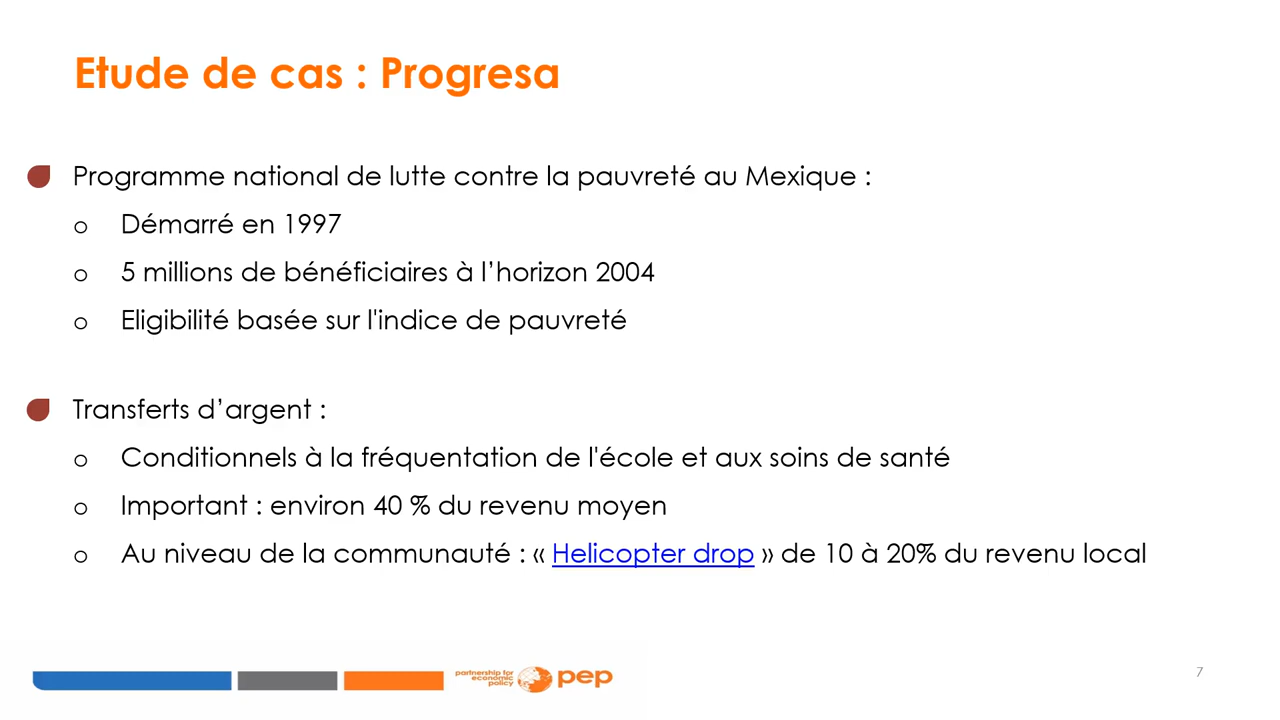 Etude de cas : Progresa
Programme national de lutte contre la pauvreté au Mexique :
o Démarré en 1997
o 5 millions de bénéficiaires à l’horizon 2004
o Eligibilité basée sur l'indice de pauvreté
Transferts d’argent :
o Conditionnels à la fréquentation de l'école et aux soins de santé
o Important : environ 40 % du revenu moyen
o Au niveau de la communauté : « Helicopter drop » de 10 à 20% du revenu local
partnership for
economic
policy
pep
7